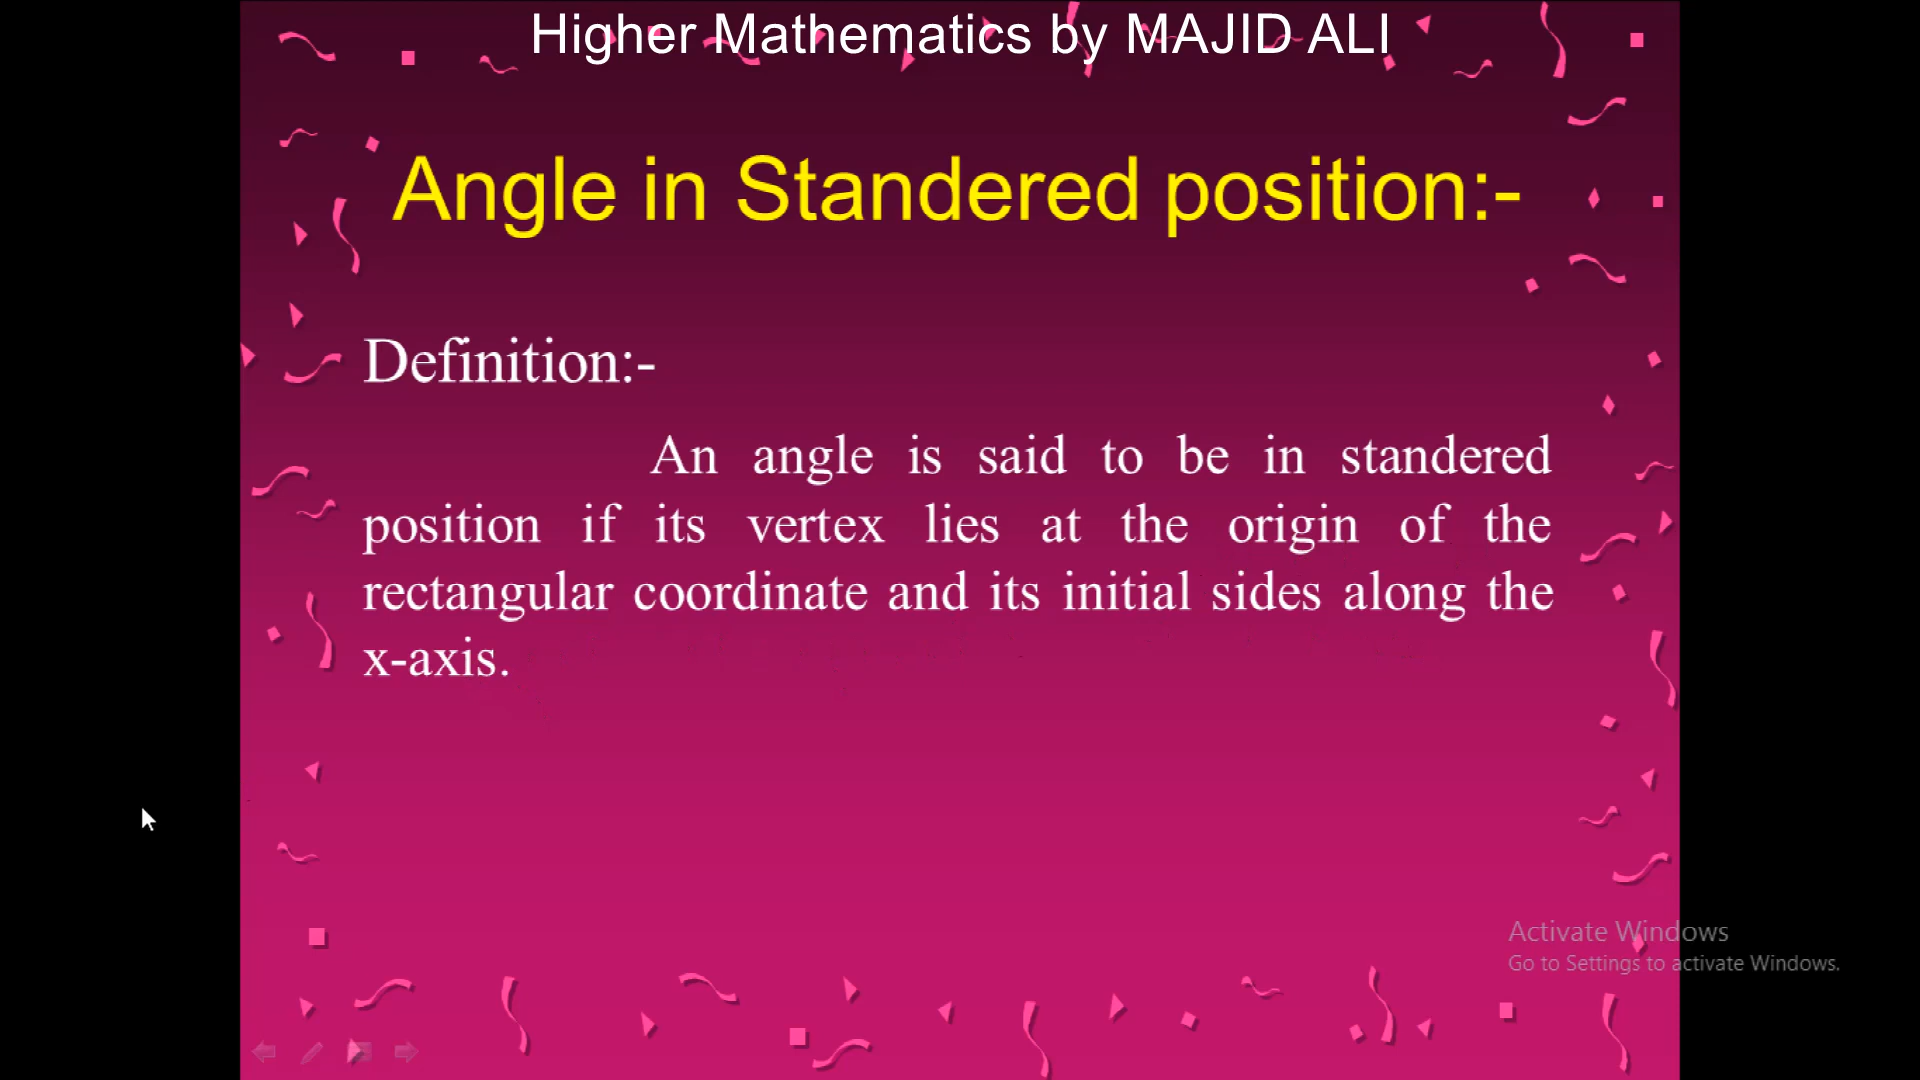 Higher Mathematics by MAJID ALI
Angle in Standered position:-
Definition:-
An angle is said to be in standered
position if its vertex lies at the origin of the
rectangular coordinate and its initial sides along the
x-axis.
Activate Windows
Go to Settings to activate Windows.